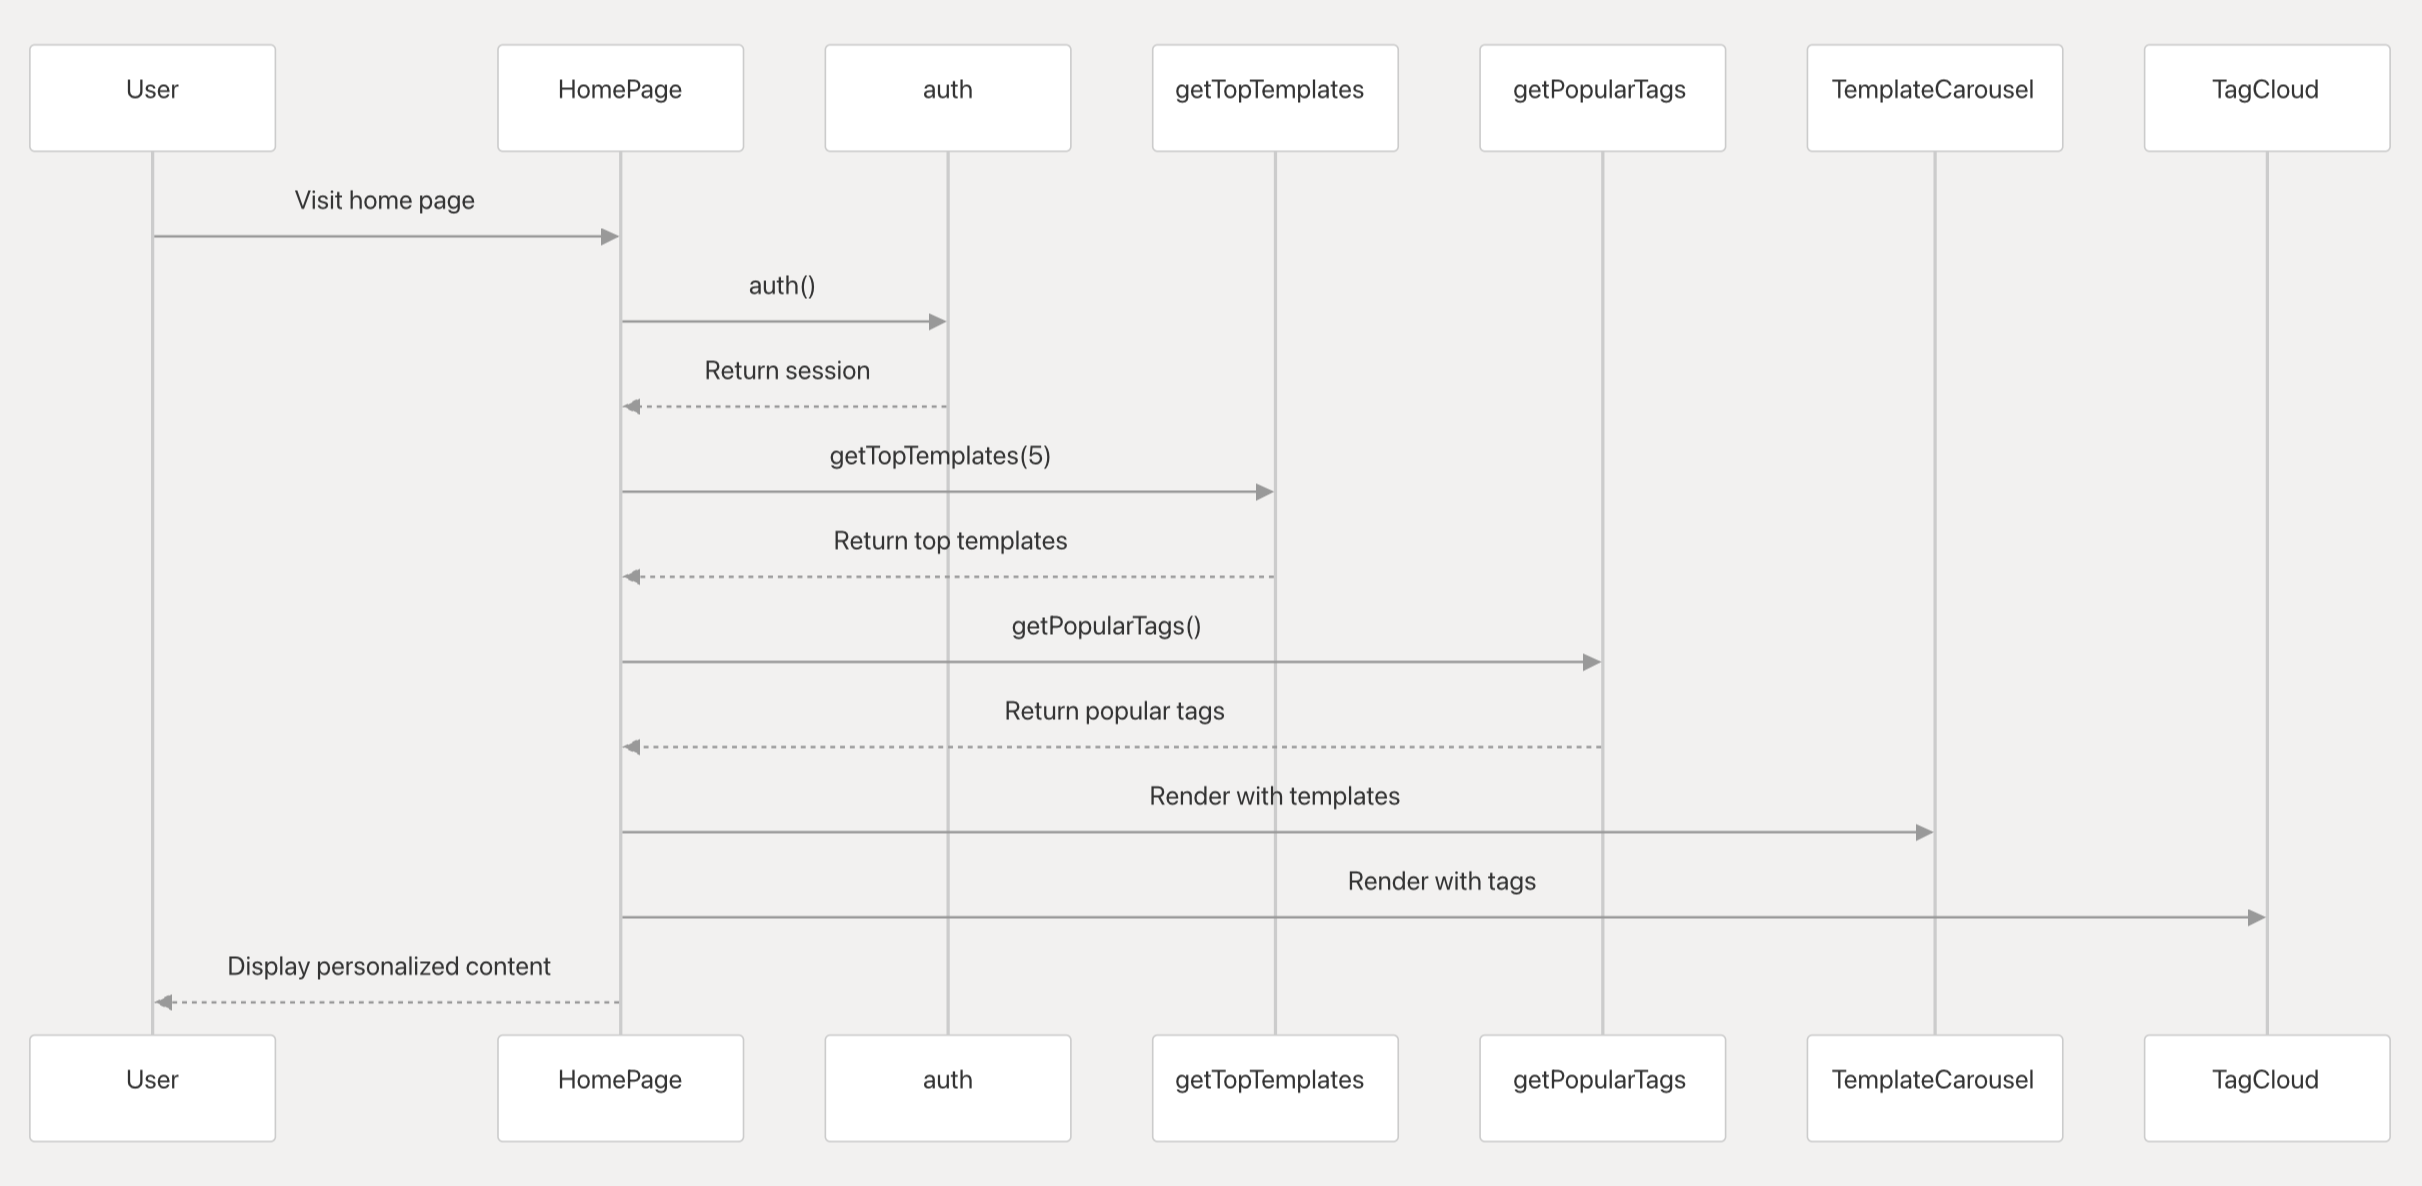 User
HomePage
auth
getTopTemplates
getPopularTags
TemplateCarousel
TagCloud
Visit home page
auth()
Return session
getTopTemplates(5)
Return top templates
getPopularTags()
Return popular tags
Render with templates
Render with tags
Display personalized content
User
HomePage
auth
getTopTemplates
getPopularTags
TemplateCarousel
TagCloud